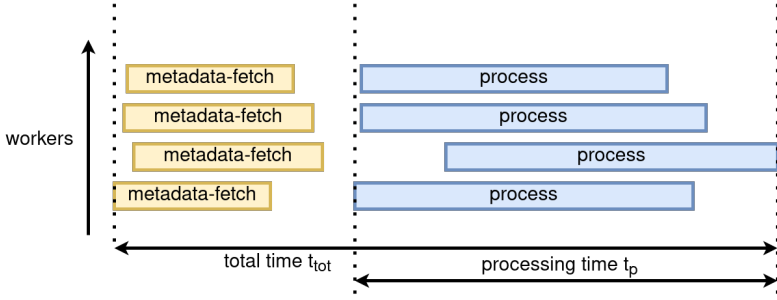 metadata-fetch process
metadata-fetch process
workers
metadata-fetch process
metadata-fetch process
total time t_tot
processing time t_p